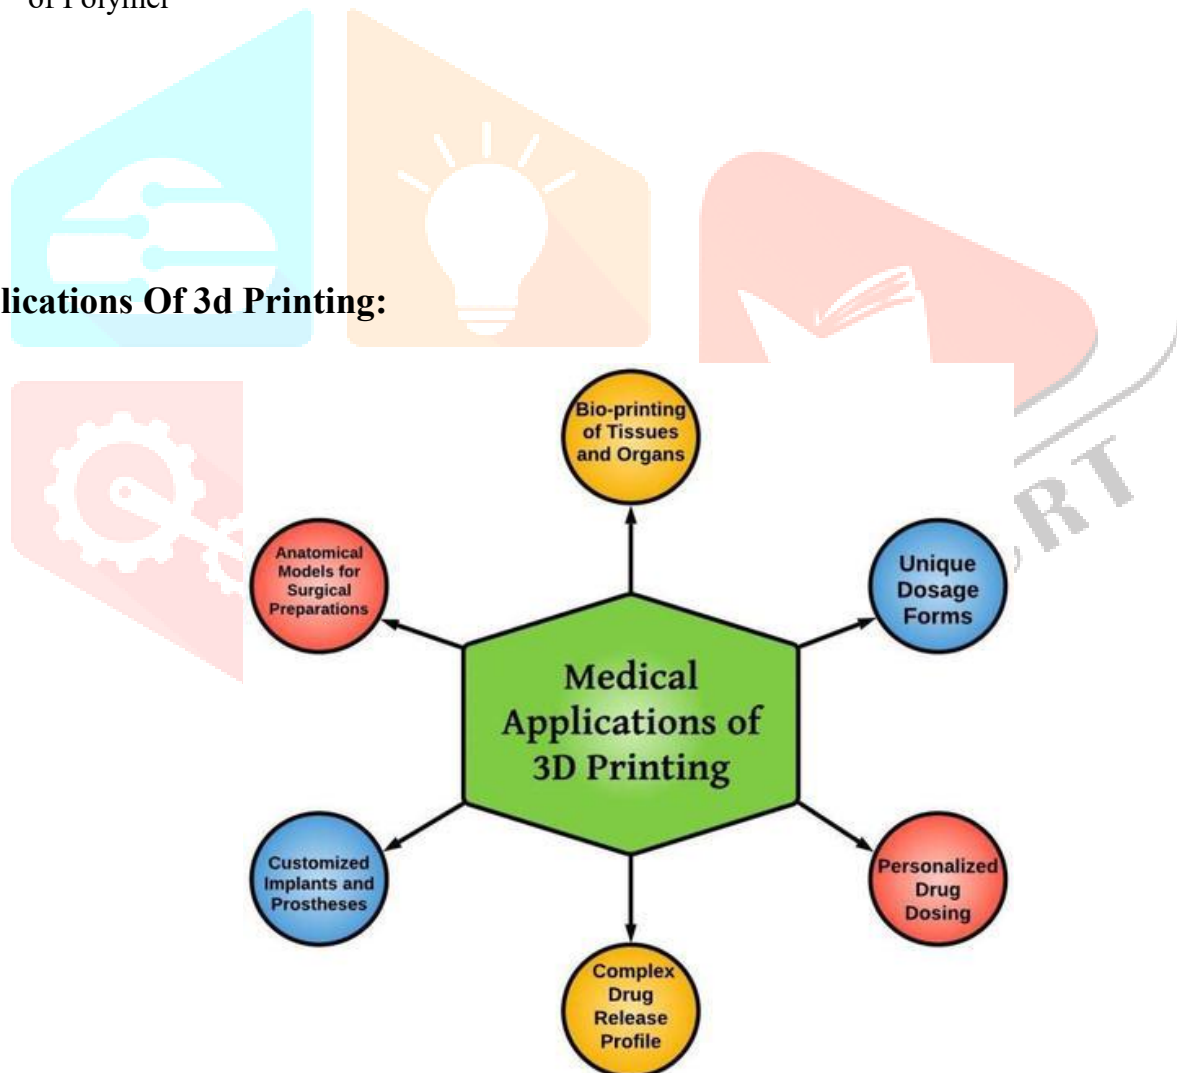 of Polymer
lications Of 3d Printing:
Bio-printing
of Tissues
and Organs
Anatomical
Models for
Surgical
Preparations
Unique
Dosage
Forms
Medical
Applications of
3D Printing
Customized
Implants and
Prostheses
Personalized
Drug
Dosing
Complex
Drug
Release
Profile
RT